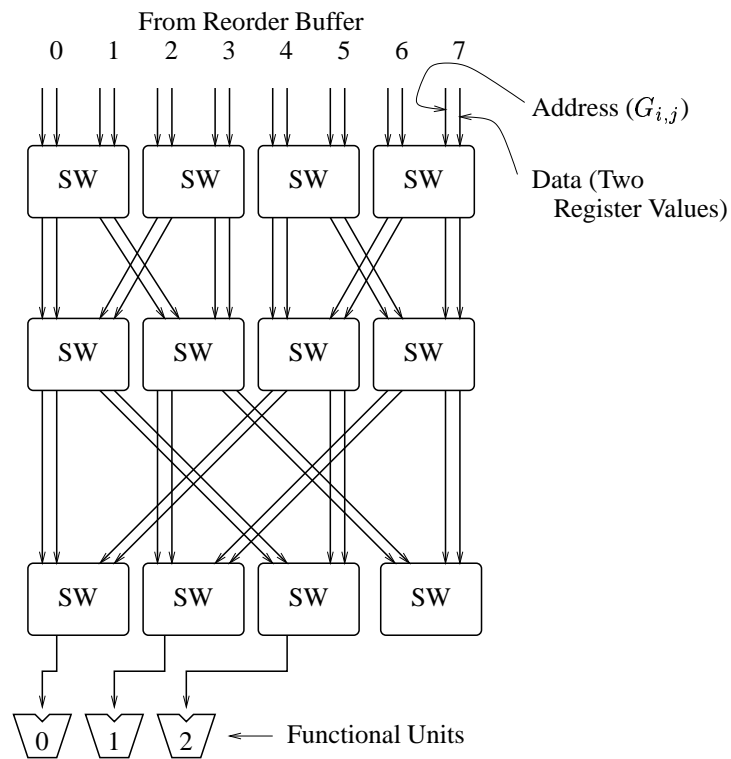 From Reorder Buffer
0 1 2 3 4 5 6 7
Address (G_{i,j})
SW SW SW SW
Data (Two
Register Values)
SW SW SW SW
SW SW SW SW
0 1 2 Functional Units